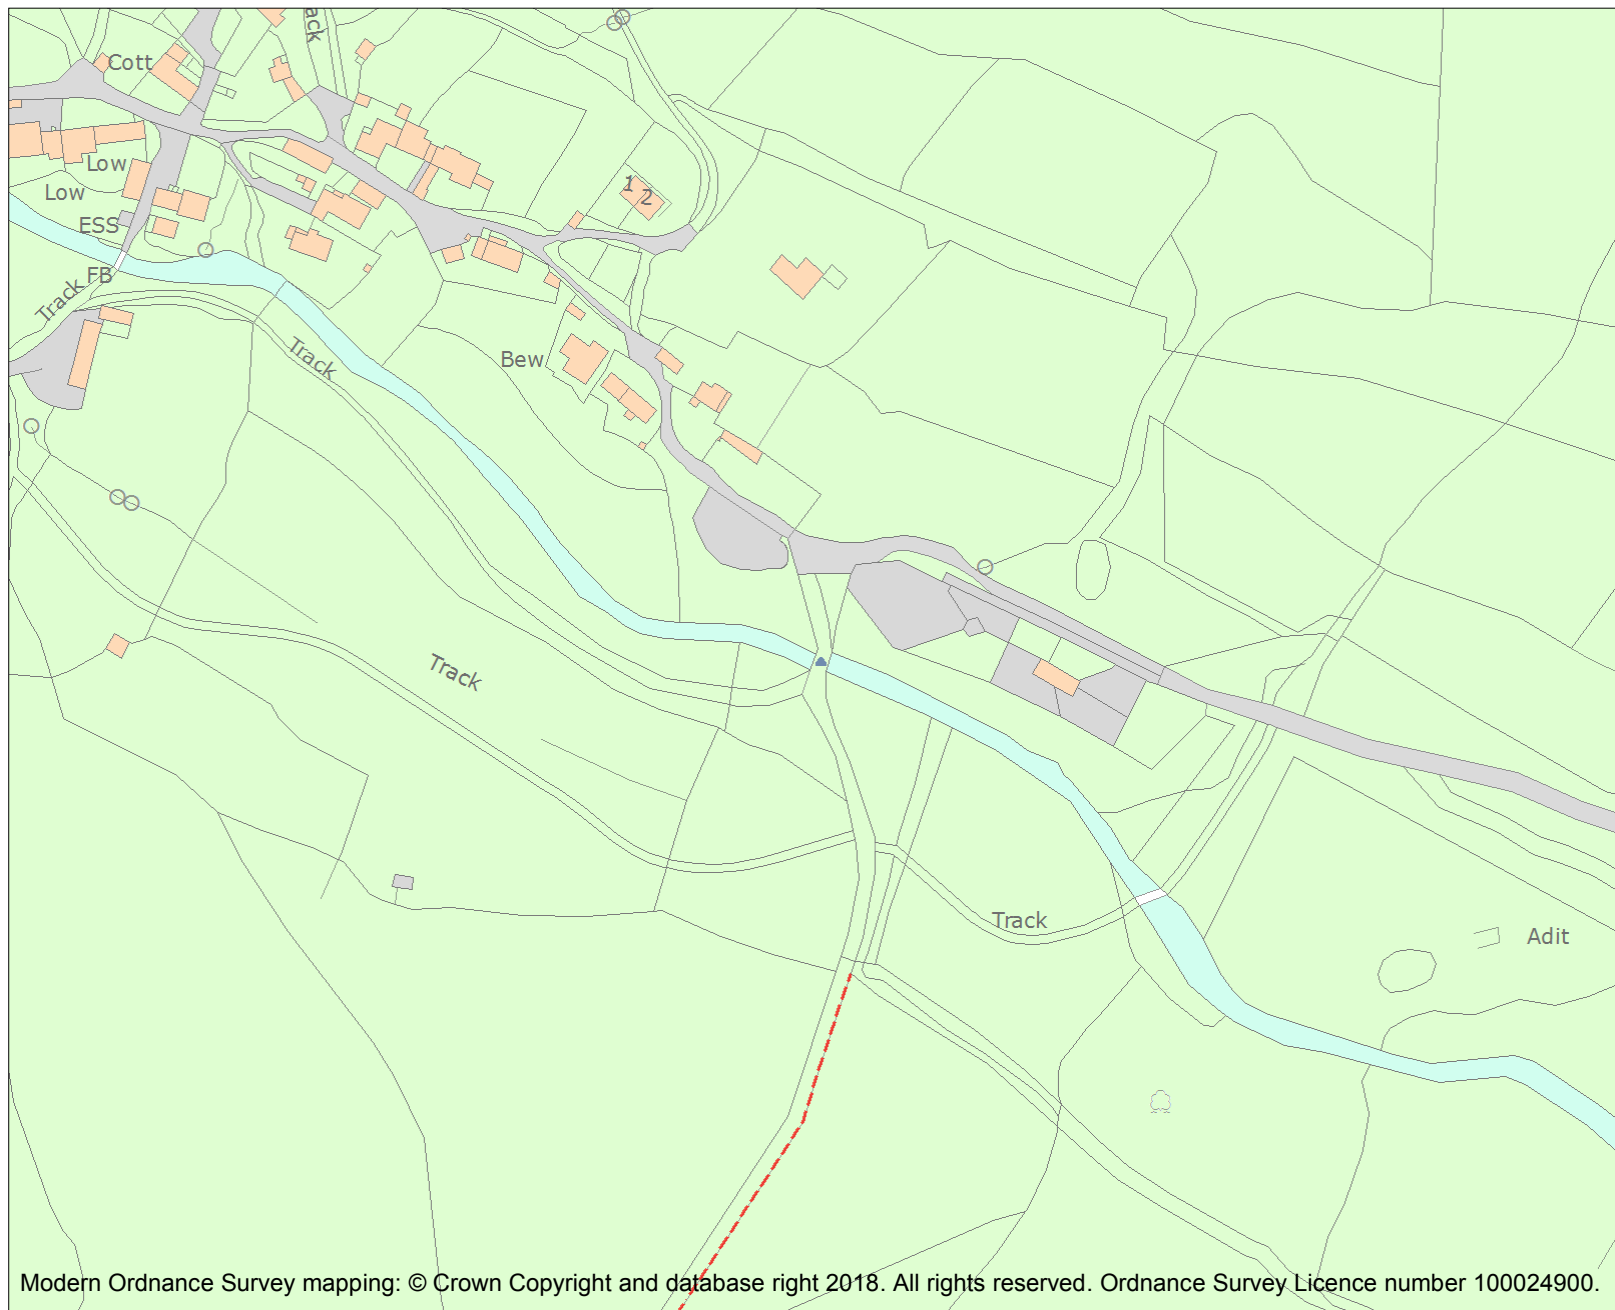 ack
Cott
Low
Low
1
2
ESS
FB
Track
Track
Bew
Track
Track
Adit
Modern Ordnance Survey mapping: © Crown Copyright and database right 2018. All rights reserved. Ordnance Survey Licence number 100024900.